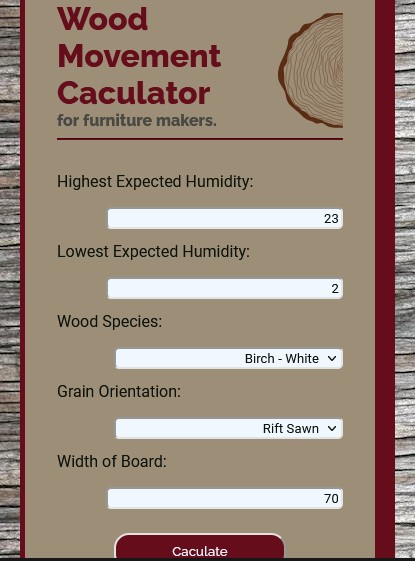 Wood
Movement
Caculator
for furniture makers.
Highest Expected Humidity:
23
Lowest Expected Humidity:
2
Wood Species:
Birch - White
Grain Orientation:
Rift Sawn
Width of Board:
70
Caculate